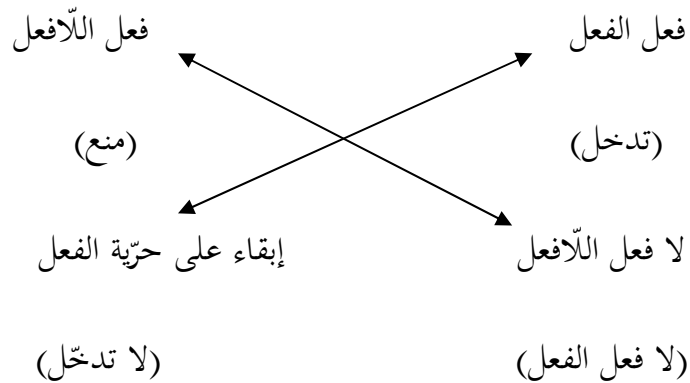 فعل الفعل فعل اللّافعل
(تدخل) (منع)
لا فعل اللّافعل إبقاء على حرّية الفعل
(لا فعل الفعل) (لا تدخّل)